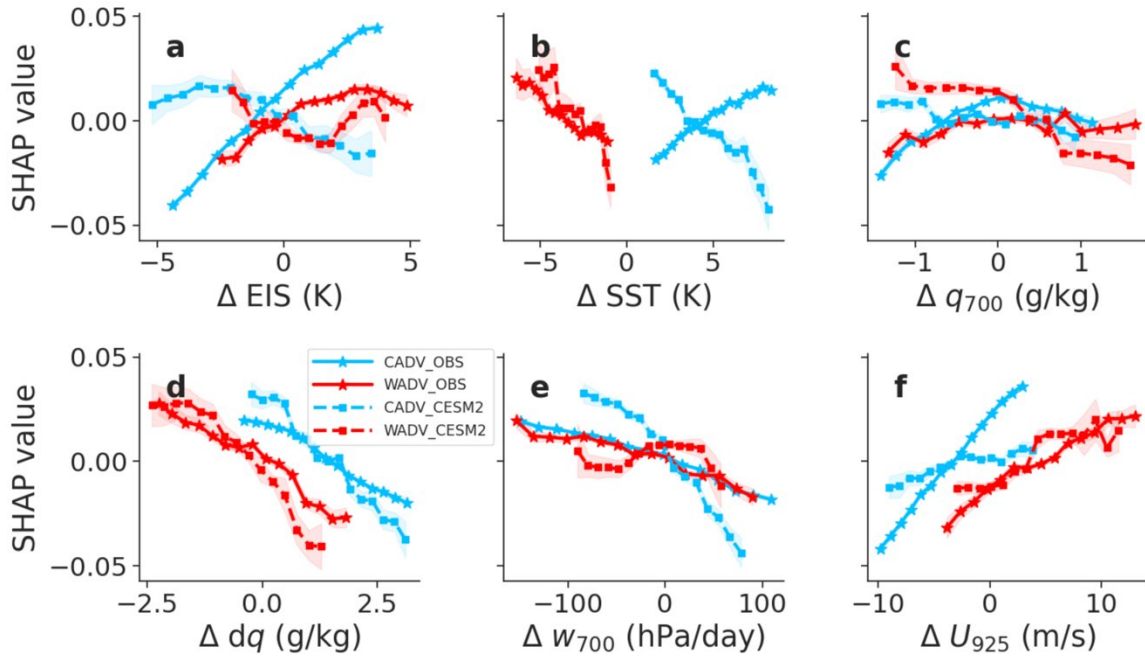 a
b
c
SHAP value
0.05
0.00
−0.05
−5
0
5
Δ EIS (K)
−5
0
5
Δ SST (K)
−1
0
1
Δ q₇₀₀ (g/kg)
d
e
f
SHAP value
0.05
0.00
−0.05
CADV_OBS
WADV_OBS
CADV_CESM2
WADV_CESM2
−2.5
0.0
2.5
Δ dq (g/kg)
−100
0
100
Δ w₇₀₀ (hPa/day)
−10
0
10
Δ U₉₂₅ (m/s)